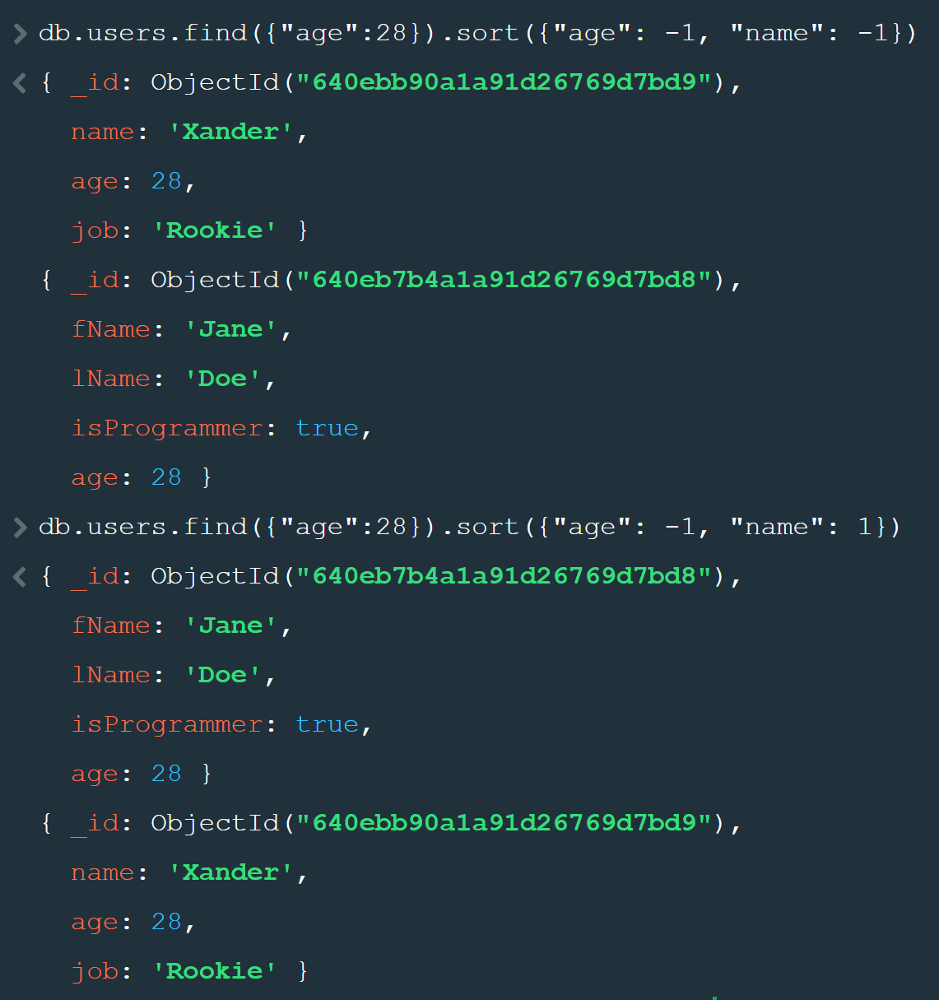 > db.users.find({"age":28}).sort({"age": -1, "name": -1})
< { _id: ObjectId("640ebb90a1a91d26769d7bd9"),
name: 'Xander',
age: 28,
job: 'Rookie' }
{ _id: ObjectId("640eb7b4a1a91d26769d7bd8"),
fName: 'Jane',
lName: 'Doe',
isProgrammer: true,
age: 28 }
> db.users.find({"age":28}).sort({"age": -1, "name": 1})
< { _id: ObjectId("640eb7b4a1a91d26769d7bd8"),
fName: 'Jane',
lName: 'Doe',
isProgrammer: true,
age: 28 }
{ _id: ObjectId("640ebb90a1a91d26769d7bd9"),
name: 'Xander',
age: 28,
job: 'Rookie' }